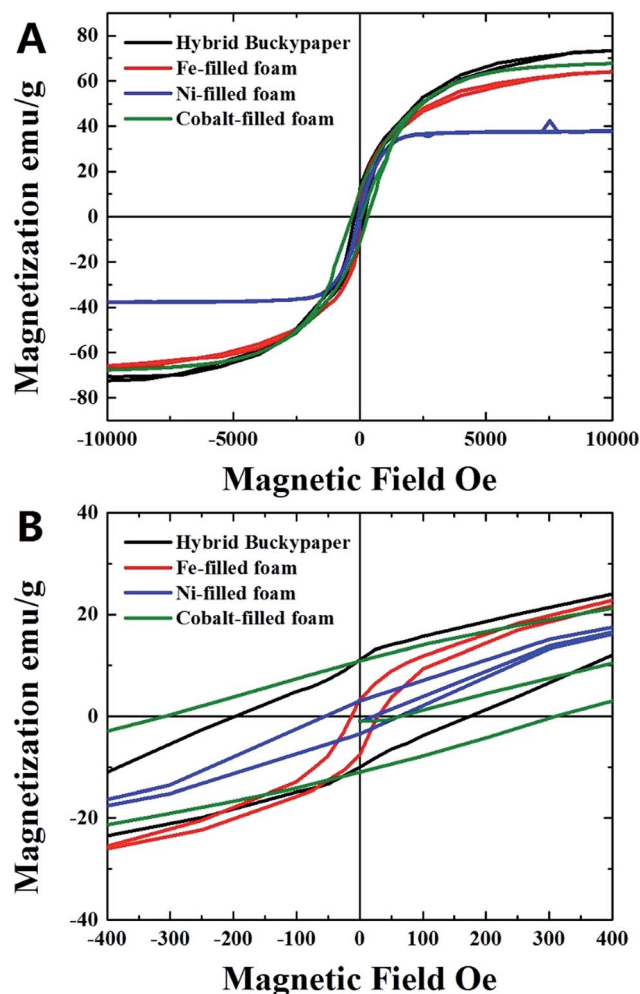 A
Hybrid Buckypaper
Fe-filled foam
Ni-filled foam
Cobalt-filled foam
Magnetization emu/g
80
60
40
20
0
-20
-40
-60
-80
-10000 -5000 0 5000 10000
Magnetic Field Oe
B
Hybrid Buckypaper
Fe-filled foam
Ni-filled foam
Cobalt-filled foam
Magnetization emu/g
40
20
0
-20
-40
-400 -300 -200 -100 0 100 200 300 400
Magnetic Field Oe